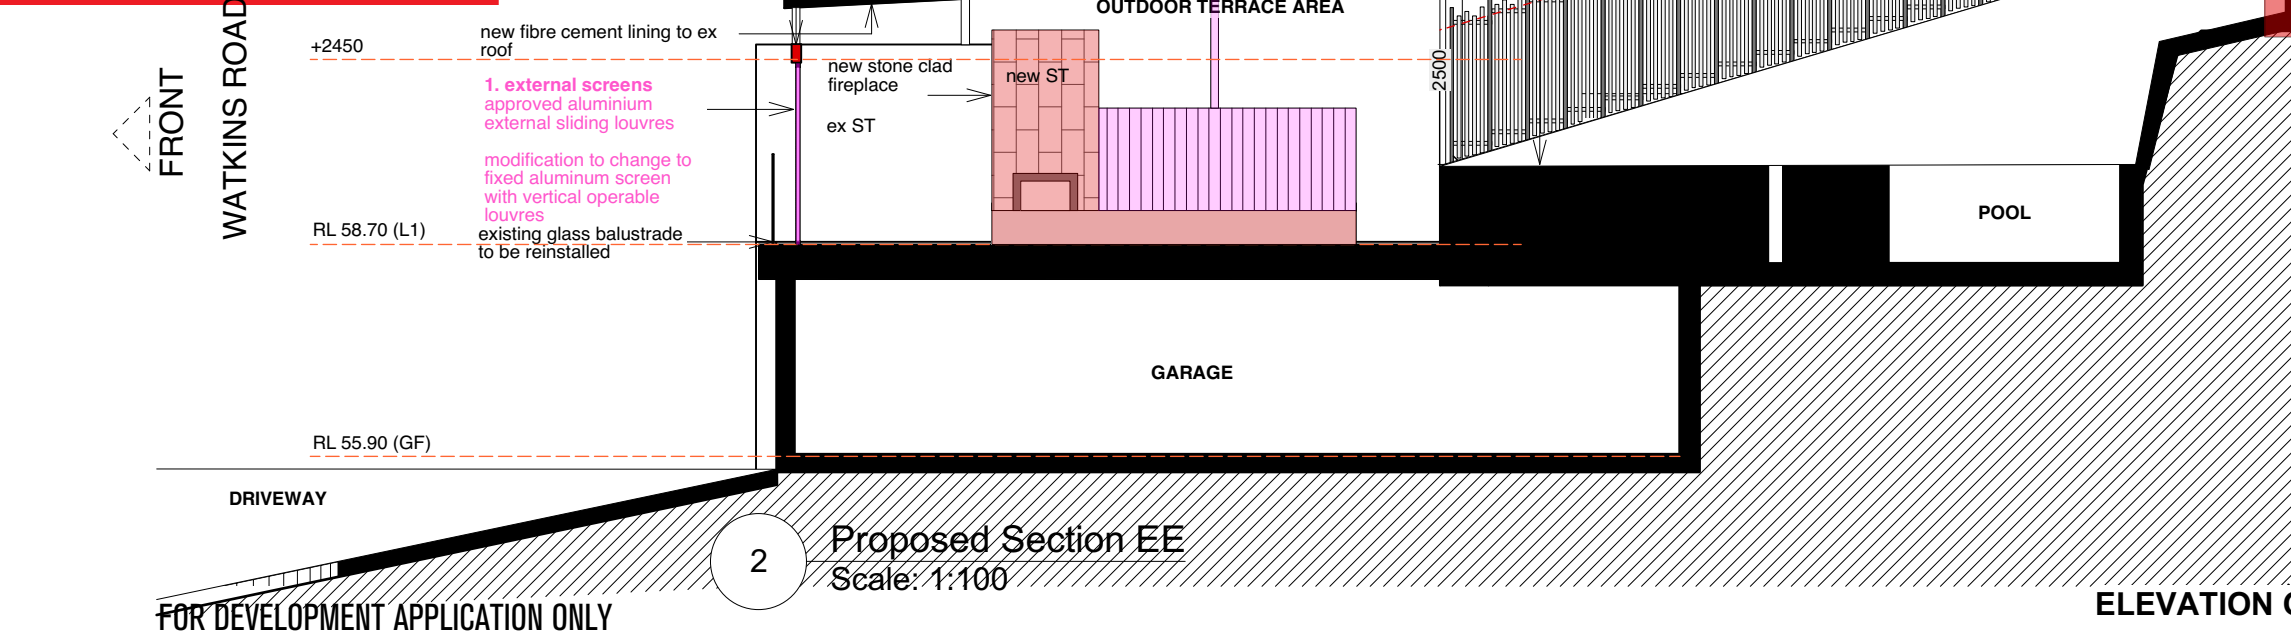 OUTDOOR TERRACE AREA
new fibre cement lining to ex
roof
+2450
WATKINS ROAD
FRONT
1. external screens
approved aluminium
external sliding louvres
modification to change to
fixed aluminum screen
with vertical operable
louvres
existing glass balustrade
to be reinstalled
new stone clad
fireplace
ex ST
new ST
2500
POOL
RL 58.70 (L1)
GARAGE
RL 55.90 (GF)
DRIVEWAY
2
Proposed Section EE
Scale: 1:100
FOR DEVELOPMENT APPLICATION ONLY
ELEVATION